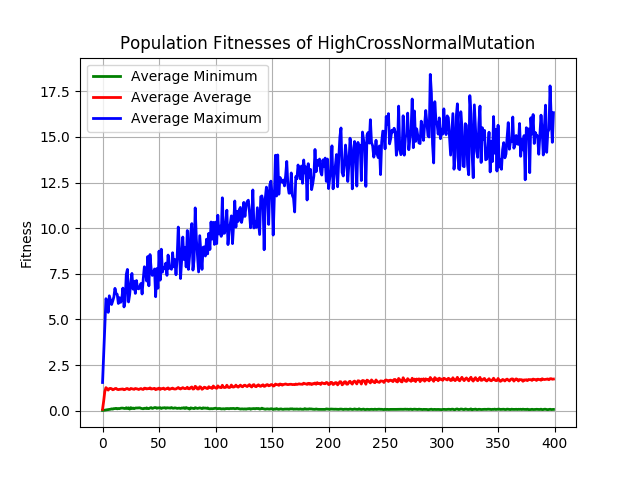 Population Fitnesses of HighCrossNormalMutation
Average Minimum
Average Average
Average Maximum
Fitness
17.5
15.0
12.5
10.0
7.5
5.0
2.5
0.0
0 50 100 150 200 250 300 350 400